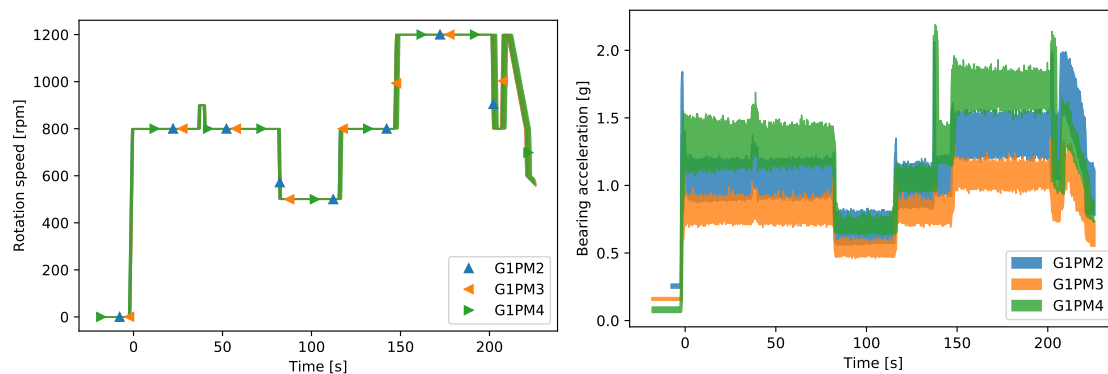 1200
1000
800
600
400
200
0
Rotation speed [rpm]
0 50 100 150 200
Time [s]
G1PM2
G1PM3
G1PM4
2.0
1.5
1.0
0.5
0.0
Bearing acceleration [g]
0 50 100 150 200
Time [s]
G1PM2
G1PM3
G1PM4